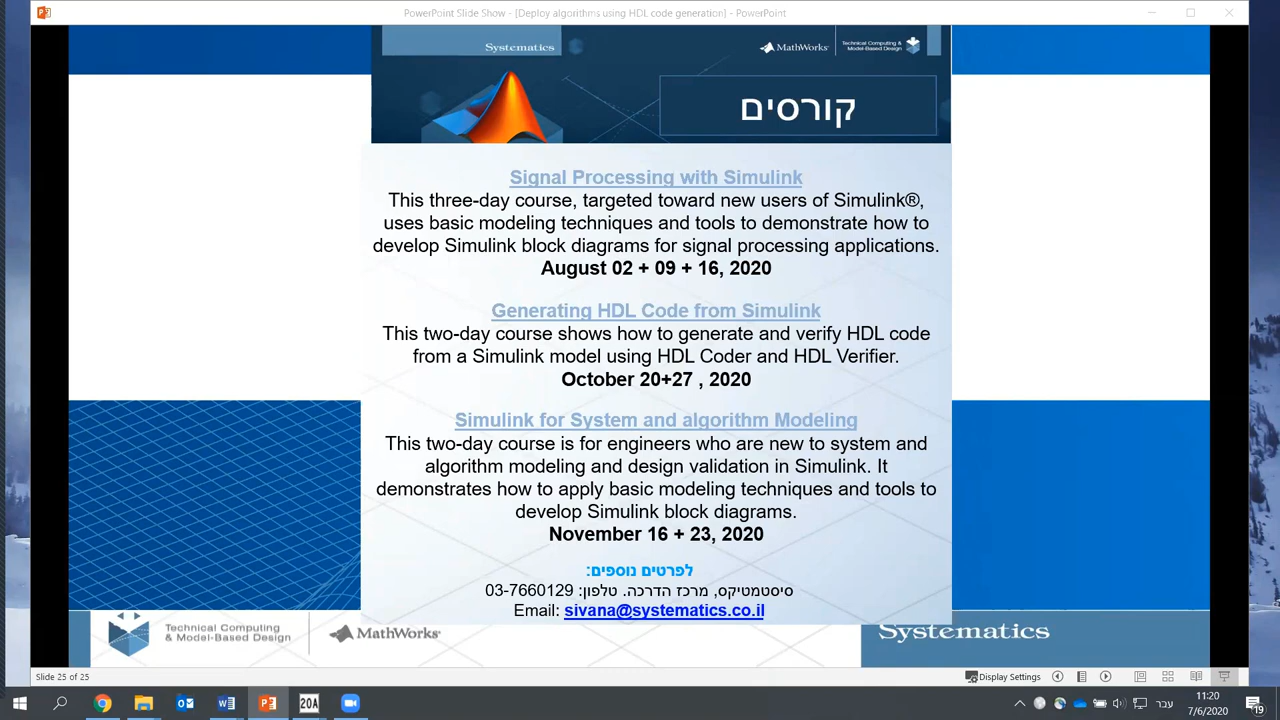 PowerPoint Slide Show - [Deploy algorithms using HDL code generation] - PowerPoint
Systematics
MathWorks
Technical Computing &
Model-Based Design
קורסים
Signal Processing with Simulink
This three-day course, targeted toward new users of Simulink®,
uses basic modeling techniques and tools to demonstrate how to
develop Simulink block diagrams for signal processing applications.
August 02 + 09 + 16, 2020
Generating HDL Code from Simulink
This two-day course shows how to generate and verify HDL code
from a Simulink model using HDL Coder and HDL Verifier.
October 20+27 , 2020
Simulink for System and algorithm Modeling
This two-day course is for engineers who are new to system and
algorithm modeling and design validation in Simulink. It
demonstrates how to apply basic modeling techniques and tools to
develop Simulink block diagrams.
November 16 + 23, 2020
לפרטים נוספים:
סיסטמטיקס, מרכז הדרכה. טלפון: 03-7660129
Email: sivana@systematics.co.il
Technical Computing
& Model-Based Design
MathWorks®
Systematics
Slide 25 of 25
Display Settings
20A
עבר
11:20
7/6/2020
19